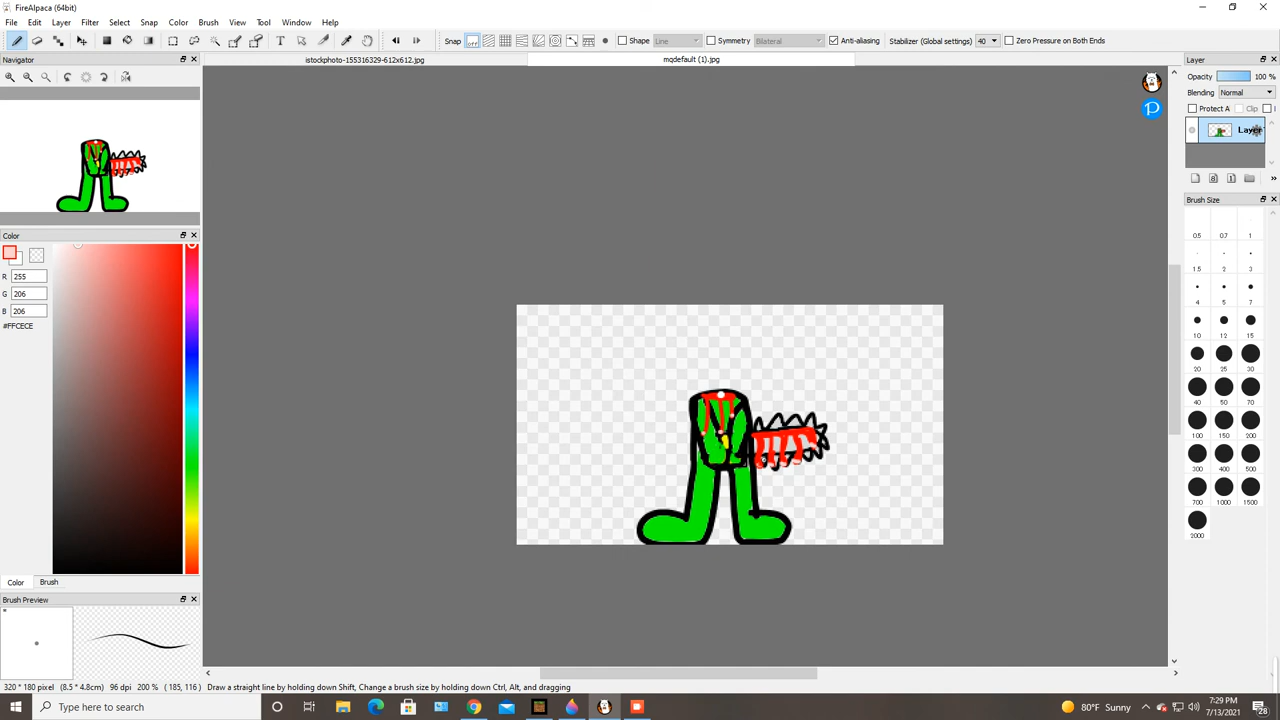 FireAlpaca (64bit)
File Edit Layer Filter Select Snap Color Brush View Tool Window Help
Snap Shape Line Symmetry Bilateral Anti-aliasing Stabilizer (Global settings) 40 Zero Pressure on Both Ends
Navigator
istockphoto-155316329-612x612.jpg
mqdefault (1).jpg
Layer
Opacity 100 %
Blending Normal
Protect A Clip
Layer
Color
R 255
G 206
B 206
#FFCECE
Brush Size
0.5 0.7 1
1.5 2 3
4 5 7
10 12 15
20 25 30
40 50 70
100 150 200
300 400 500
700 1000 1500
2000
Color Brush
Brush Preview
320 * 180 pixel (8.5 * 4.8cm) 96 dpi 200 % ( 185, 116 ) Draw a straight line by holding down Shift, Change a brush size by holding down Ctrl, Alt, and dragging
Type here to search
80°F Sunny
7:29 PM
7/13/2021
28